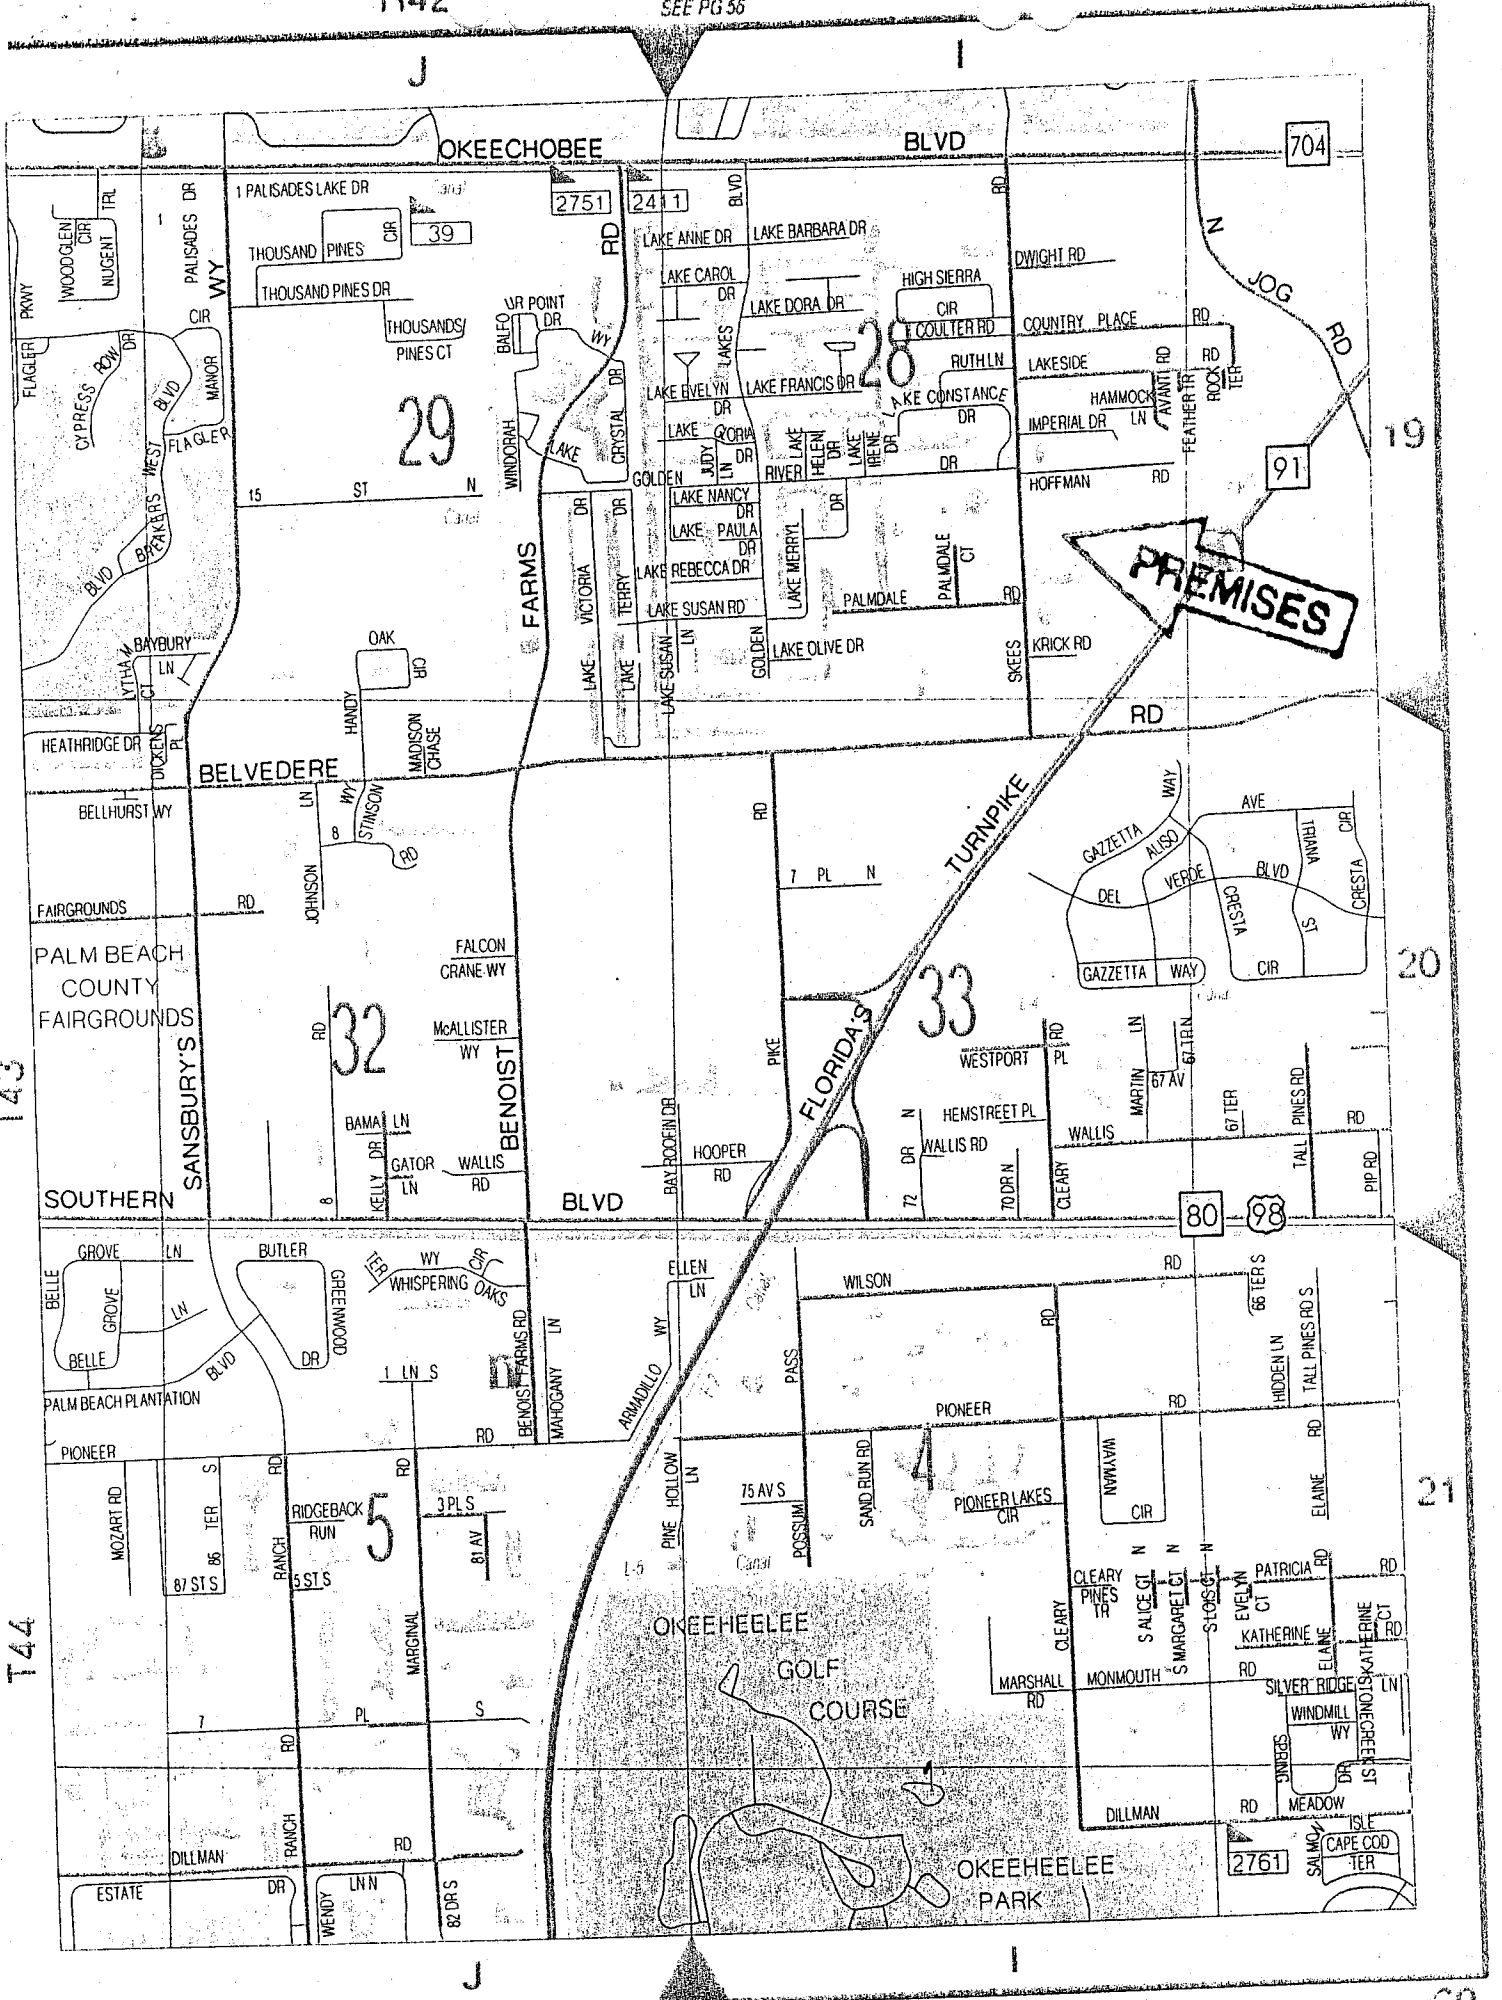 R42
SEE PG 56
J
I
OKEECHOBEE
BLVD
704
1 PALISADES LAKE DR
Canal
2751
2411
39
WOODGLEN
CIR
TRL
NUGENT
1
PALISADES DR
WY
THOUSAND PINES
CIR
THOUSAND PINES DR
THOUSANDS
PINES CT
RD
LAKE ANNE DR
BLVD
LAKE BARBARA DR
LAKE CAROL
DR
LAKE DORA DR
HIGH SIERRA
CIR
COULTER RD
RD
DWIGHT RD
N
JOG
RD
FLAGLER
PKWY
CYPRESS
ROW
DR
CIR
MANOR
BLVD
FLAGLER
WEST
BREAKERS
BLVD
BALFOUR POINT
DR
WY
WINDORAH
LAKE
CRYSTAL
DR
LAKES
28
29
19
COUNTRY PLACE
RD
RUTH LN
LAKESIDE
LAKE EVELYN
DR
LAKE FRANCIS DR
LAKE CONSTANCE
DR
HAMMOCK
LN
AVANTI RD
FEATHER TR
ROCK RD
TER
IMPERIAL DR
LAKE GLORIA
DR
JUDY
LN
LAKE
HELEN
DR
LAKE
IRENE
DR
GOLDEN
RIVER
DR
HOFFMAN
RD
91
15
ST
N
Canal
LAKE NANCY
DR
LAKE PAULA
DR
LAKE REBECCA DR
LAKE SUSAN RD
LAKE SUSAN
LN
LAKE MERRYL
DR
LAKE OLIVE DR
GOLDEN
PALMDALE
RD
PALMDALE
CT
SKEES
KRICK RD
PREMISES
FARMS
LAKE
VICTORIA
DR
LAKE
TERRY
DR
OAK
CIR
HANDY
MADISON
CHASE
BAYBURY
LN
LYTHAM
CT
DICKENS
PL
HEATHRIDGE DR
BELVEDERE
RD
BELLHURST WY
LN
JOHNSON
WY
STINSON
8
RD
FAIRGROUNDS
RD
PALM BEACH
COUNTY
FAIRGROUNDS
RD
7 PL N
TURNPIKE
WAY
GAZZETTA
ALISO
AVE
DEL
VERDE
BLVD
TRIANA
ST
CIR
CRESTA
CRESTA
CIR
GAZZETTA WAY
L-4
Canal
20
33
32
FALCON
CRANE WY
McALLISTER
WY
RD
SANSBURY'S
BENOIST
PIKE
FLORIDA'S
WESTPORT
PL
RD
MARTIN
LN
67 TR N
67 AV
67 TER
PINES RD
TALL
HEMSTREET PL
WALLIS RD
WALLIS
RD
72
DR
N
70 DR N
CLEARY
PIP RD
T43
BAMA LN
KELLY DR
GATOR
LN
8
WALLIS
RD
BAY ROOFIN DR
HOOPER
RD
SOUTHERN
BLVD
80
98
GROVE LN
BELLE
GROVE
LN
BELLE
BUTLER
GREENWOOD
DR
BLVD
PALM BEACH PLANTATION
TER
WY
CIR
WHISPERING OAKS
BENOIST FARMS RD
MAHOGANY
LN
1 LN S
ELLEN
LN
WY
ARMADILLO
Canal
WILSON
RD
66 TER S
PASS
RD
HIDDEN LN
TALL PINES RD S
PIONEER
RD
PIONEER
RD
MOZART RD
86 TER S
87 ST S
RD
RANCH
RIDGEBACK
RUN
5
5 ST S
RD
MARGINAL
3 PL S
81 AV
PINE HOLLOW
LN
75 AV S
POSSUM
SAND RUN RD
4
PIONEER LAKES
CIR
WAYMAN
CIR
ELAINE
RD
21
L-5
Canal
CLEARY
PINES
TR
CLEARY
S ALICE CT N
S MARGARET CT N
S LOIS CT N
EVELYN
CT
PATRICIA
RD
RD
KATHERINE
ELAINE
RD
KATHERINE
CT
T44
OKEEHEELEE
GOLF
COURSE
MARSHALL
RD
MONMOUTH
RD
SILVER RIDGE
LN
WINDMILL
WY
STONECREEK ST
SPRING
MEADOW
DR
7
PL
S
RD
RANCH
DILLMAN
RD
DILLMAN
RD
ISLE
CAPE COD
TER
SALMON
2761
ESTATE
DR
WENDY
LN N
82 DR S
OKEEHEELEE
PARK
J
I